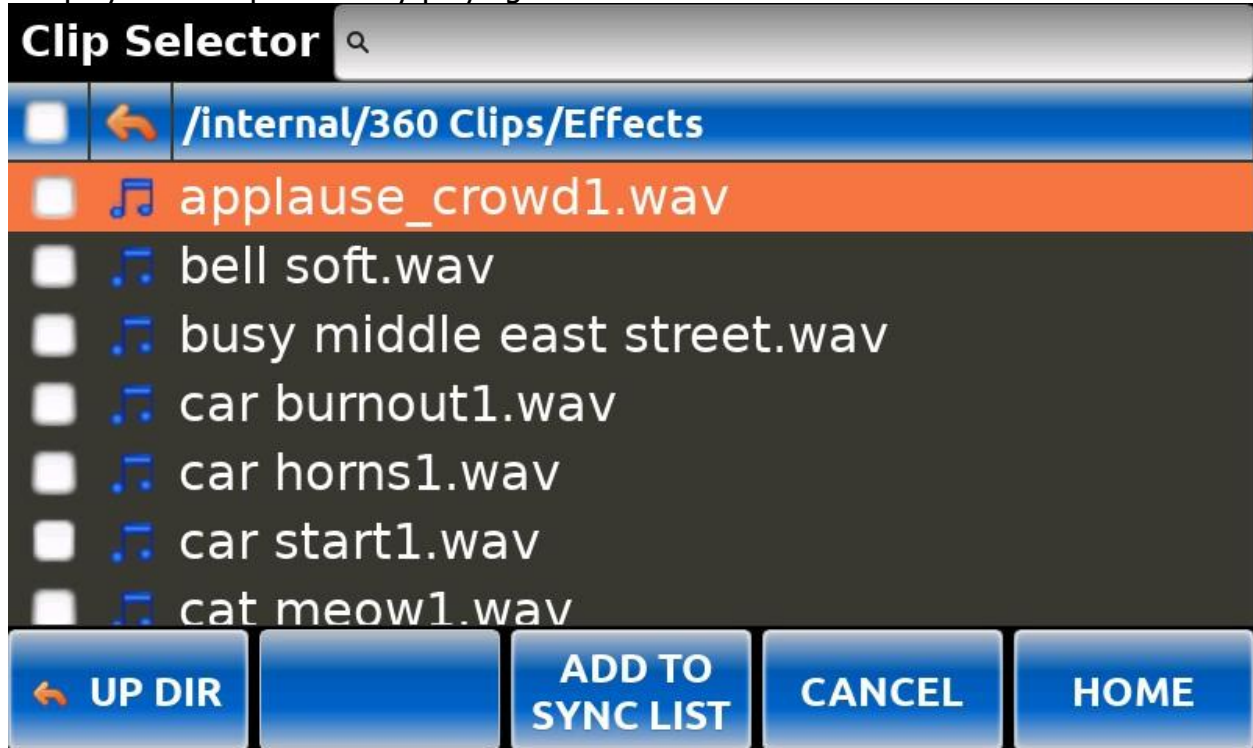 Clip Selector
/internal/360 Clips/Effects
applause_crowd1.wav
bell soft.wav
busy middle east street.wav
car burnout1.wav
car horns1.wav
car start1.wav
cat meow1.wav
UP DIR
ADD TO
SYNC LIST
CANCEL
HOME